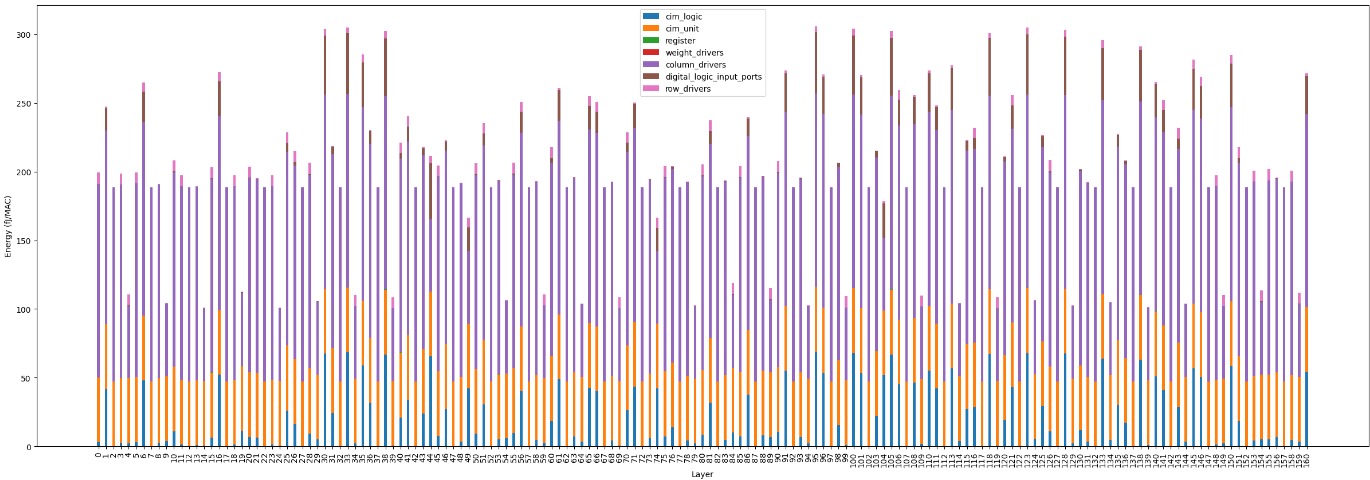 cim_logic
cim_unit
register
weight_drivers
column_drivers
digital_logic_input_ports
row_drivers
300
250
200
150
100
50
0
Energy (fJ/MAC)
0 1 2 3 4 5 6 7 8 9 10 11 12 13 14 15 16 17 18 19 20 21 22 23 24 25 26 27 28 29 30 31 32 33 34 35 36 37 38 39 40 41 42 43 44 45 46 47 48 49 50 51 52 53 54 55 56 57 58 59 60 61 62 63 64 65 66 67 68 69 70 71 72 73 74 75 76 77 78 79 80 81 82 83 84 85 86 87 88 89 90 91 92 93 94 95 96 97 98 99 100 101 102 103 104 105 106 107 108 109 110 111 112 113 114 115 116 117 118 119 120 121 122 123 124 125 126 127 128 129 130 131 132 133 134 135 136 137 138 139 140 141 142 143 144 145 146 147 148 149 150 151 152 153 154 155 156 157 158 159 160
Layer